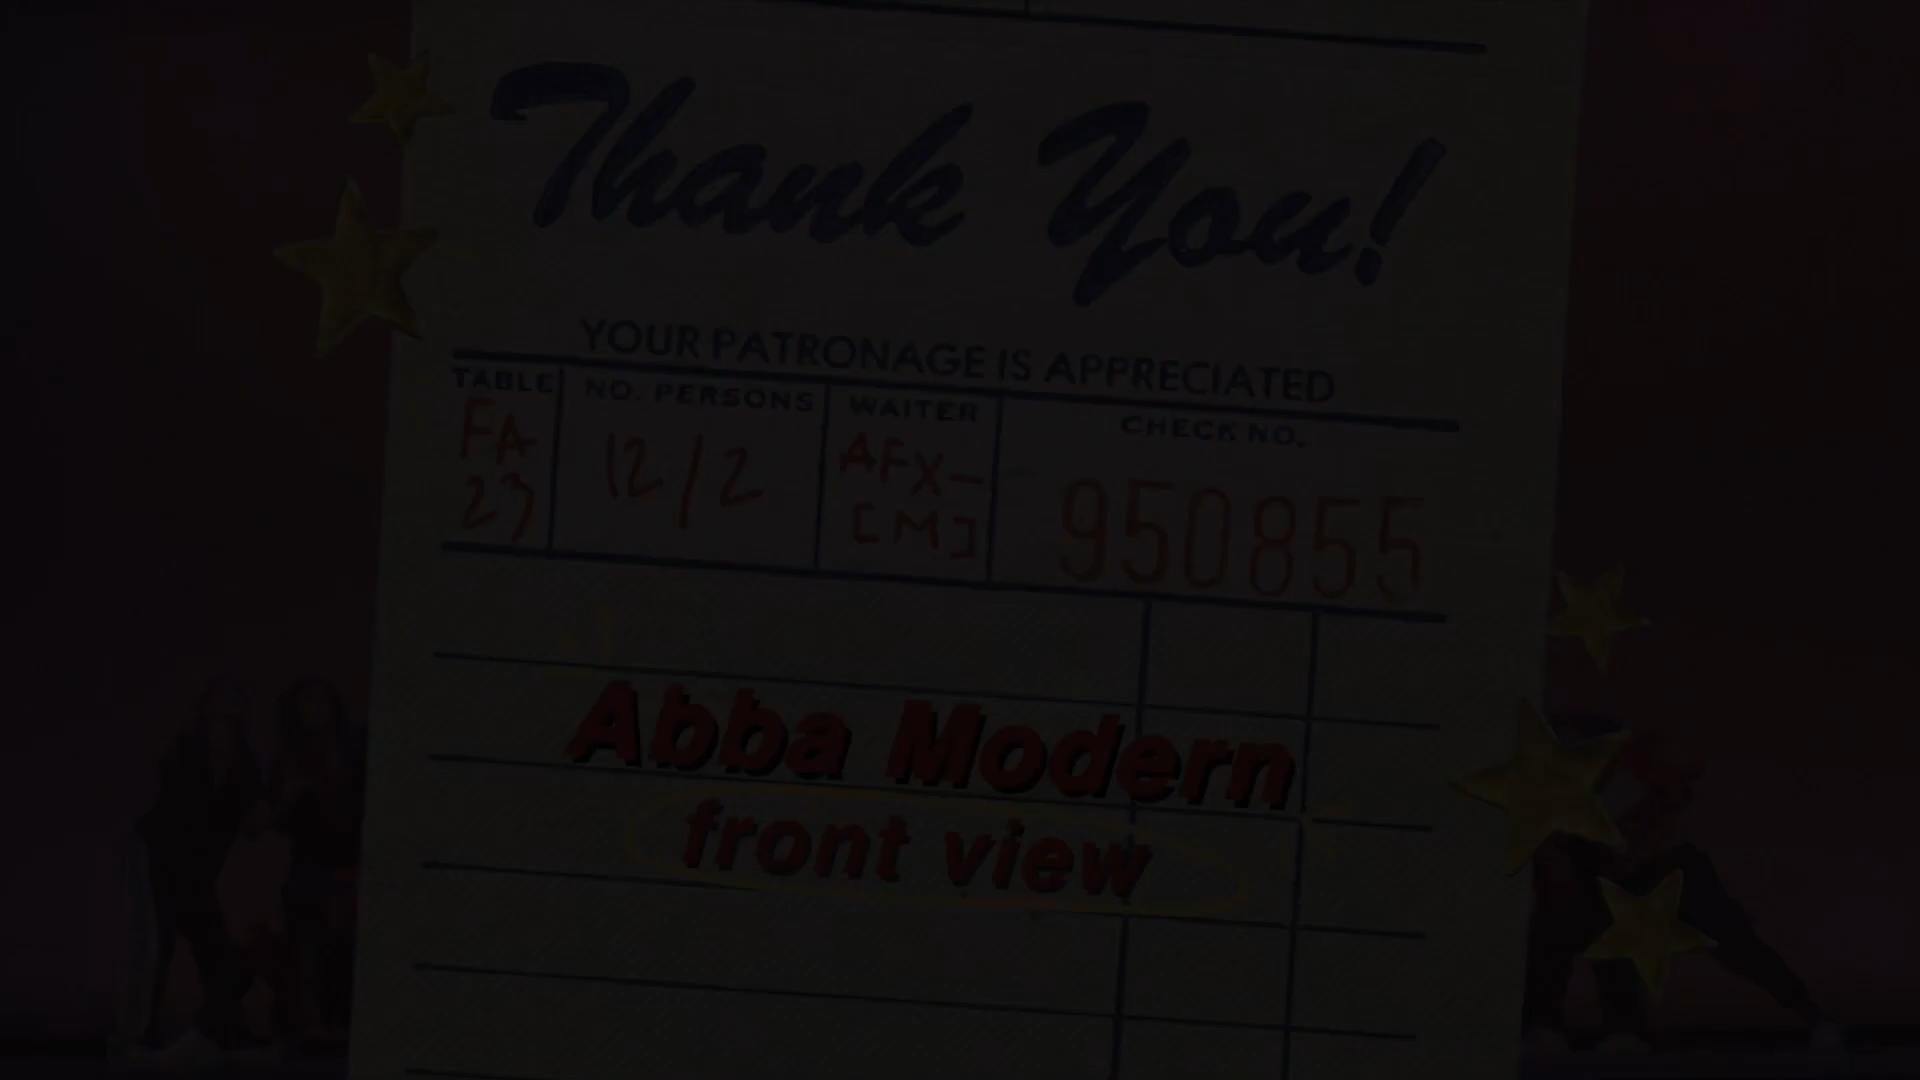 Thank You!
YOUR PATRONAGE IS APPRECIATED
TABLE NO. PERSONS WAITER CHECK NO.
FA 23 12/2 AFX-[M] 950855
Abba Modern
front view